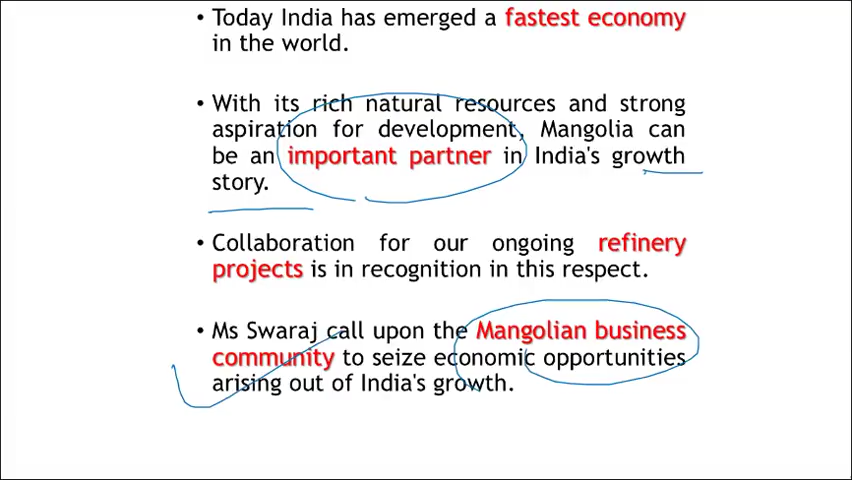 • Today India has emerged a fastest economy
in the world.
• With its rich natural resources and strong
aspiration for development, Mangolia can
be an important partner in India's growth
story.
• Collaboration for our ongoing refinery
projects is in recognition in this respect.
• Ms Swaraj call upon the Mangolian business
community to seize economic opportunities
arising out of India's growth.